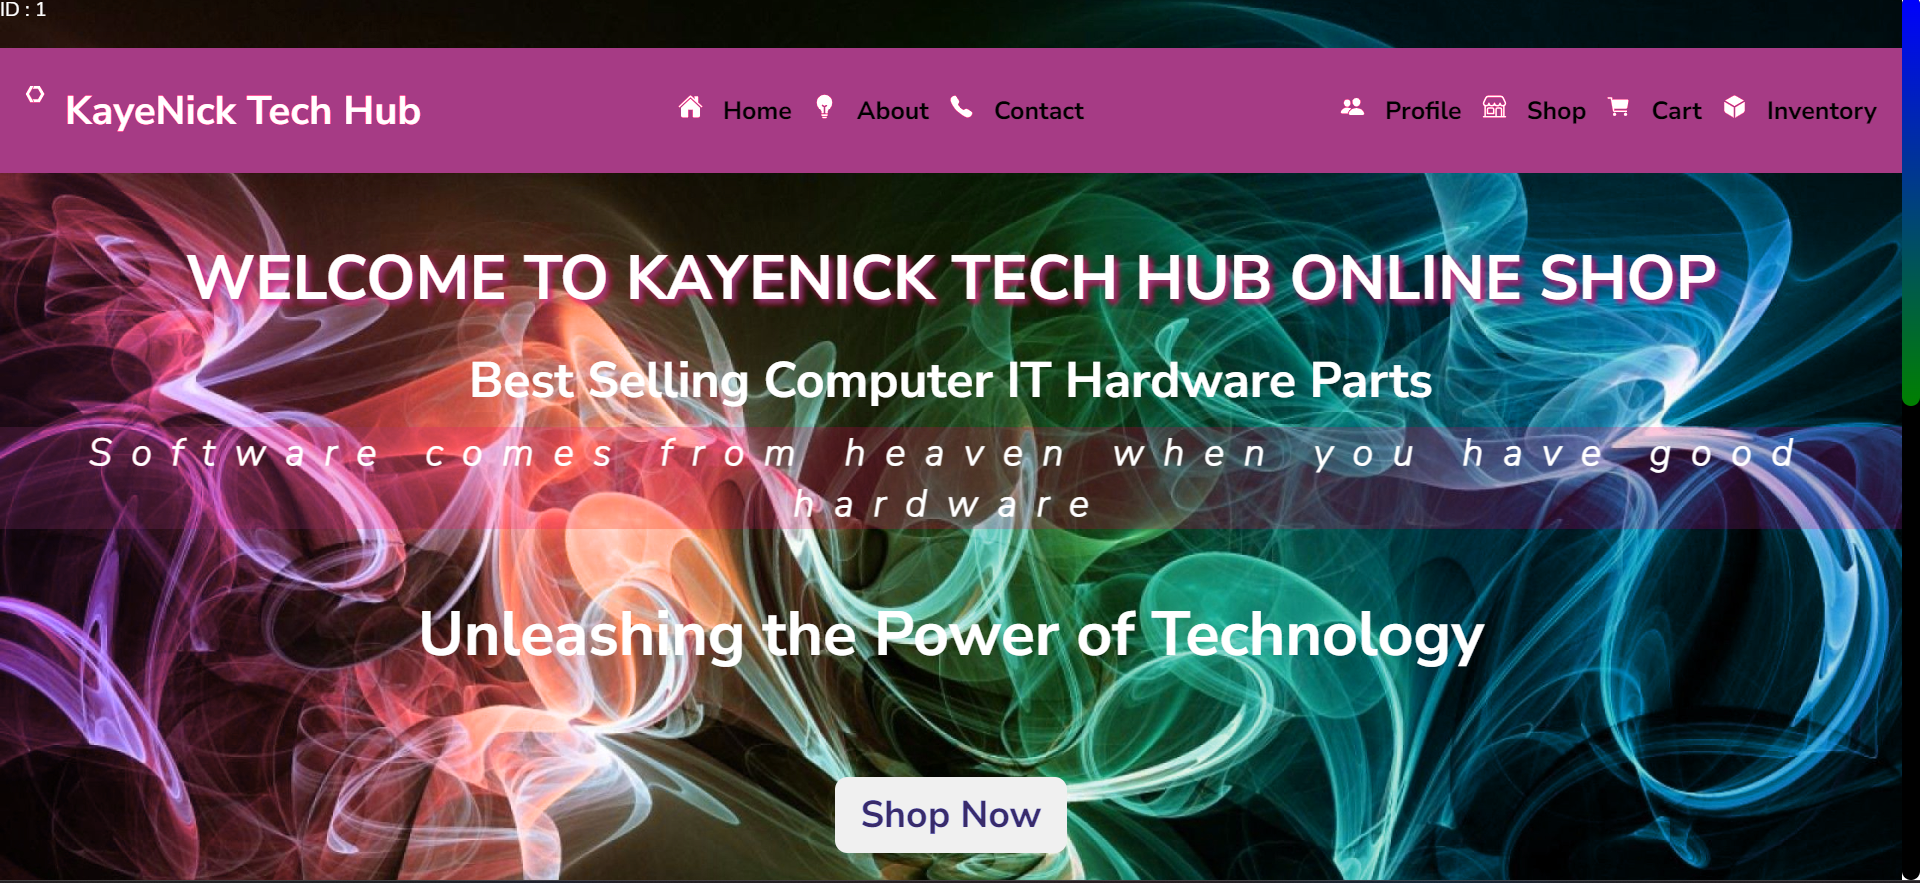 ID : 1
KayeNick Tech Hub
Home About Contact
Profile Shop Cart Inventory
WELCOME TO KAYENICK TECH HUB ONLINE SHOP
Best Selling Computer IT Hardware Parts
Software comes from heaven when you have good
hardware
Unleashing the Power of Technology
Shop Now